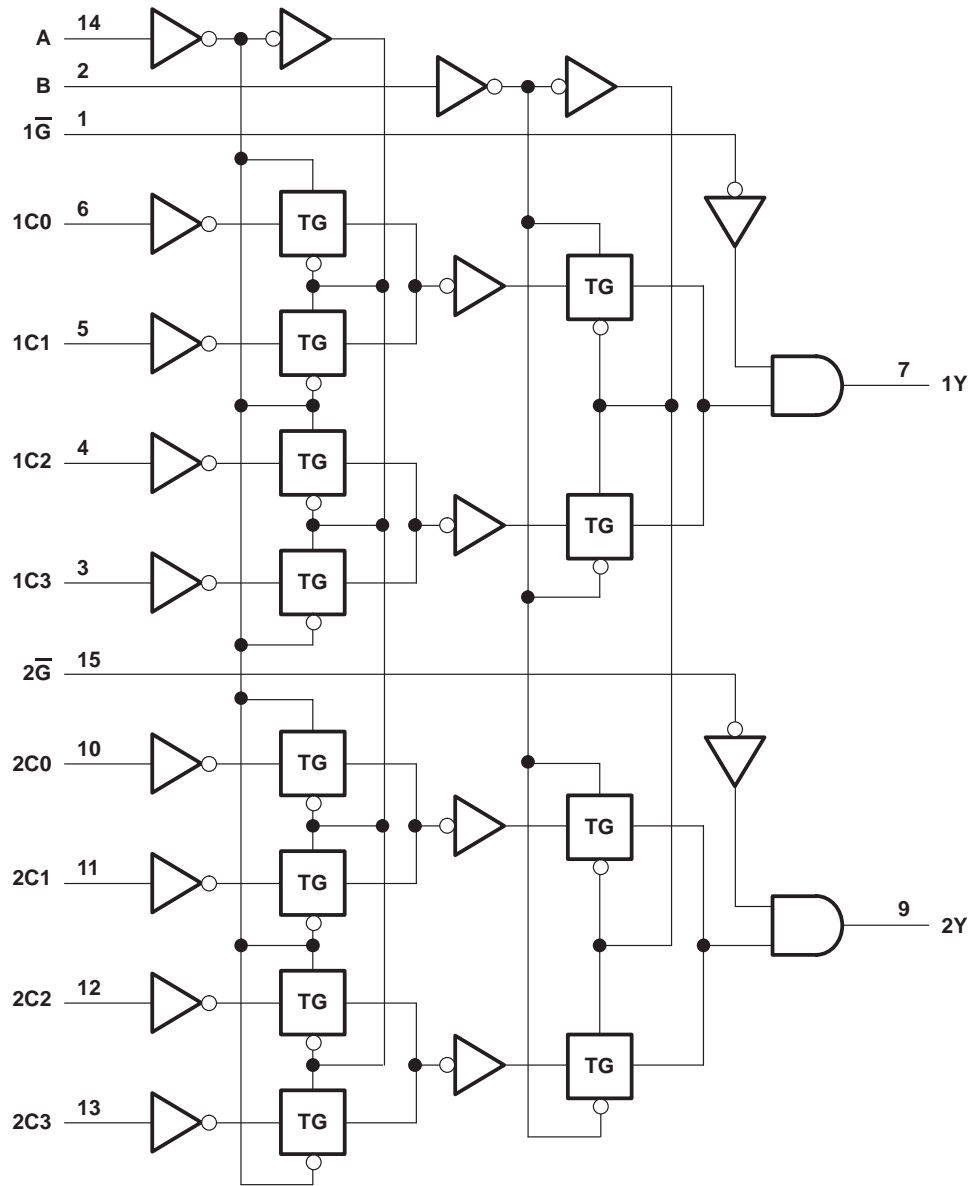 A 14
B 2
1G̅ 1
1C0 6 TG
TG
1C1 5 TG
7 1Y
1C2 4 TG
TG
1C3 3 TG
2G̅ 15
2C0 10 TG
TG
2C1 11 TG
9 2Y
2C2 12 TG
TG
2C3 13 TG